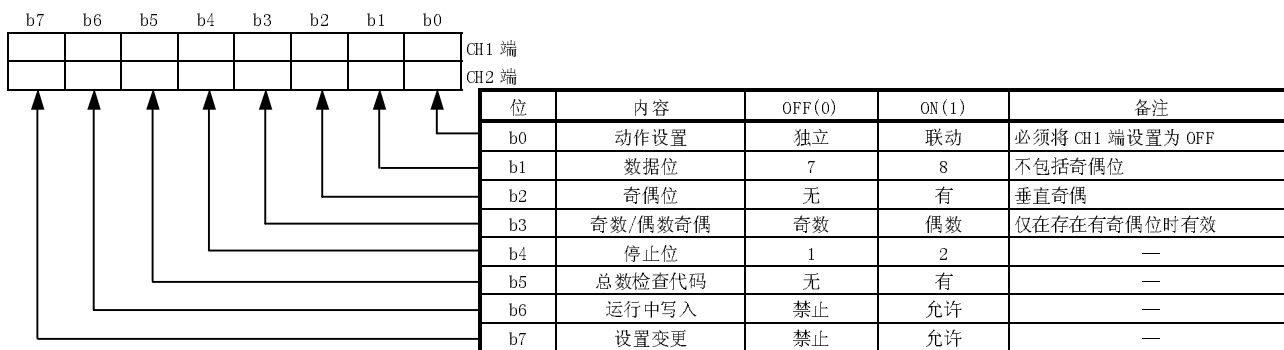 b7 b6 b5 b4 b3 b2 b1 b0
CH1 端
CH2 端
位 内容 OFF(0) ON(1) 备注
b0 动作设置 独立 联动 必须将 CH1 端设置为 OFF
b1 数据位 7 8 不包括奇偶位
b2 奇偶位 无 有 垂直奇偶
b3 奇数/偶数奇偶 奇数 偶数 仅在存在有奇偶位时有效
b4 停止位 1 2 —
b5 总数检查代码 无 有 —
b6 运行中写入 禁止 允许 —
b7 设置变更 禁止 允许 —